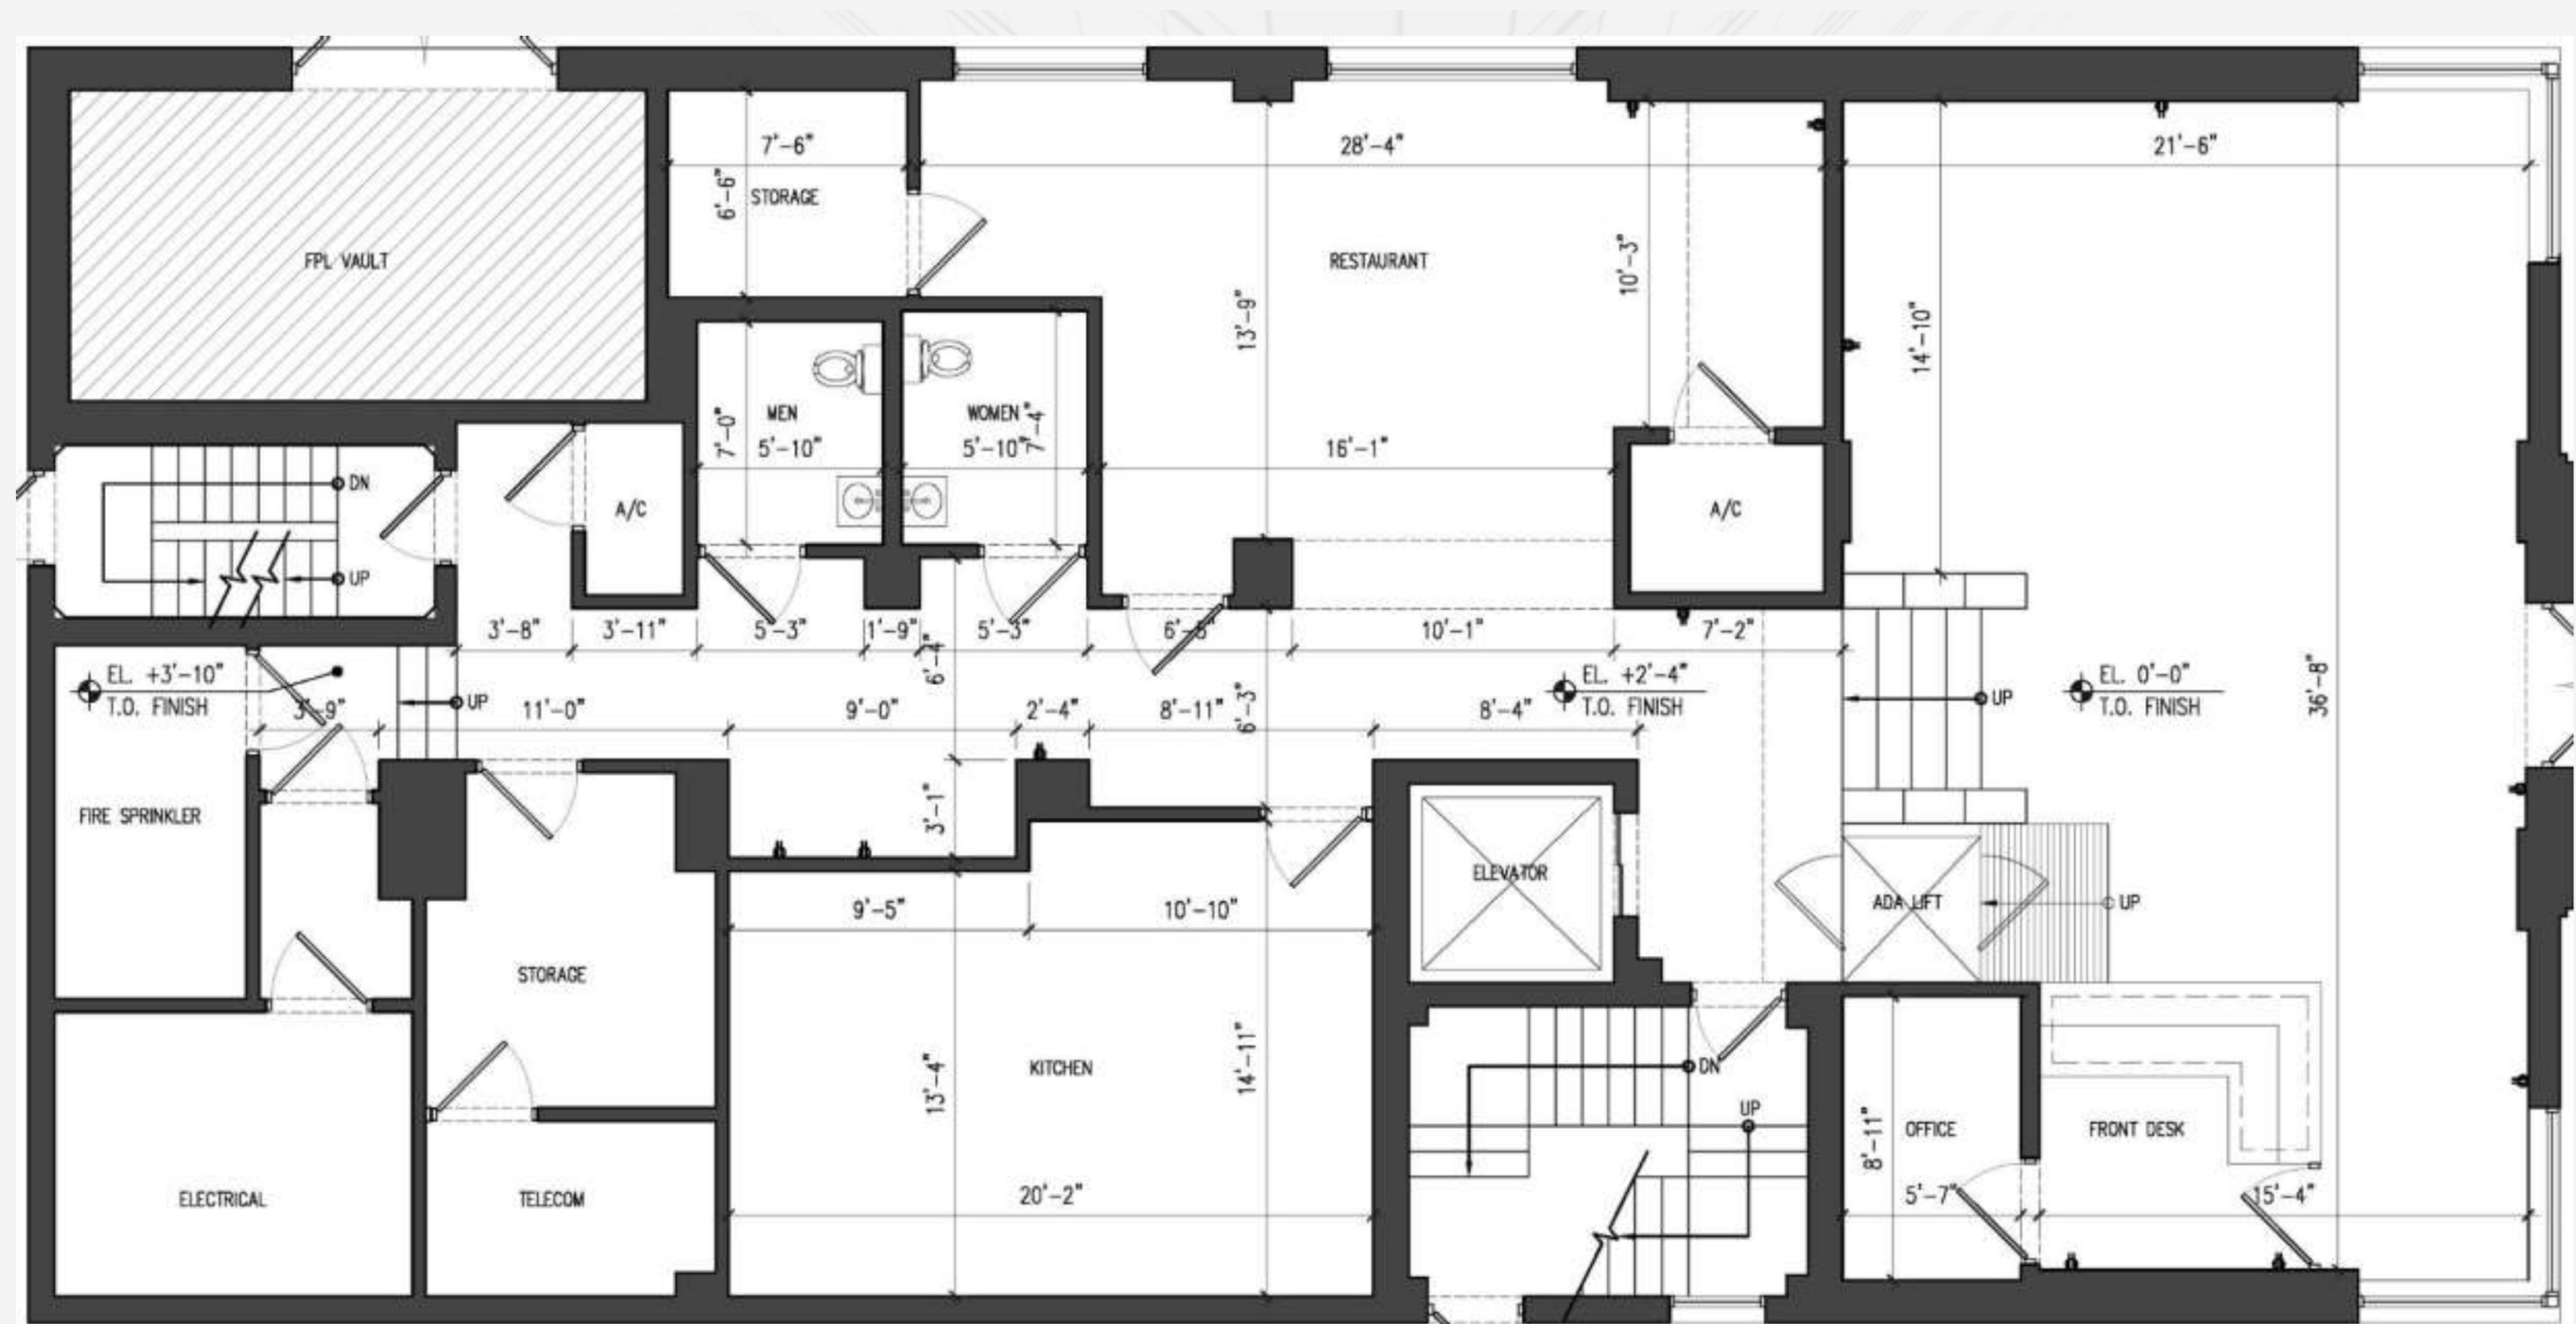 7'-6"
28'-4"
21'-6"
6'-6"
STORAGE
FPL VAULT
RESTAURANT
10'-3"
13'-9"
14'-10"
MEN
WOMEN
7'-0"
7'-4"
5'-10"
5'-10"
16'-1"
DN
A/C
A/C
UP
3'-8"
3'-11"
5'-3"
1'-9"
5'-3"
10'-1"
7'-2"
6'-4"
EL. +3'-10"
T.O. FINISH
EL. +2'-4"
T.O. FINISH
EL. 0'-0"
T.O. FINISH
36'-8"
UP
UP
3'-9"
11'-0"
9'-0"
2'-4"
8'-11"
6'-3"
8'-4"
FIRE SPRINKLER
3'-1"
ELEVATOR
ADA LIFT
UP
9'-5"
10'-10"
STORAGE
KITCHEN
13'-4"
14'-11"
DN
UP
8'-11"
OFFICE
FRONT DESK
ELECTRICAL
TELECOM
20'-2"
5'-7"
15'-4"